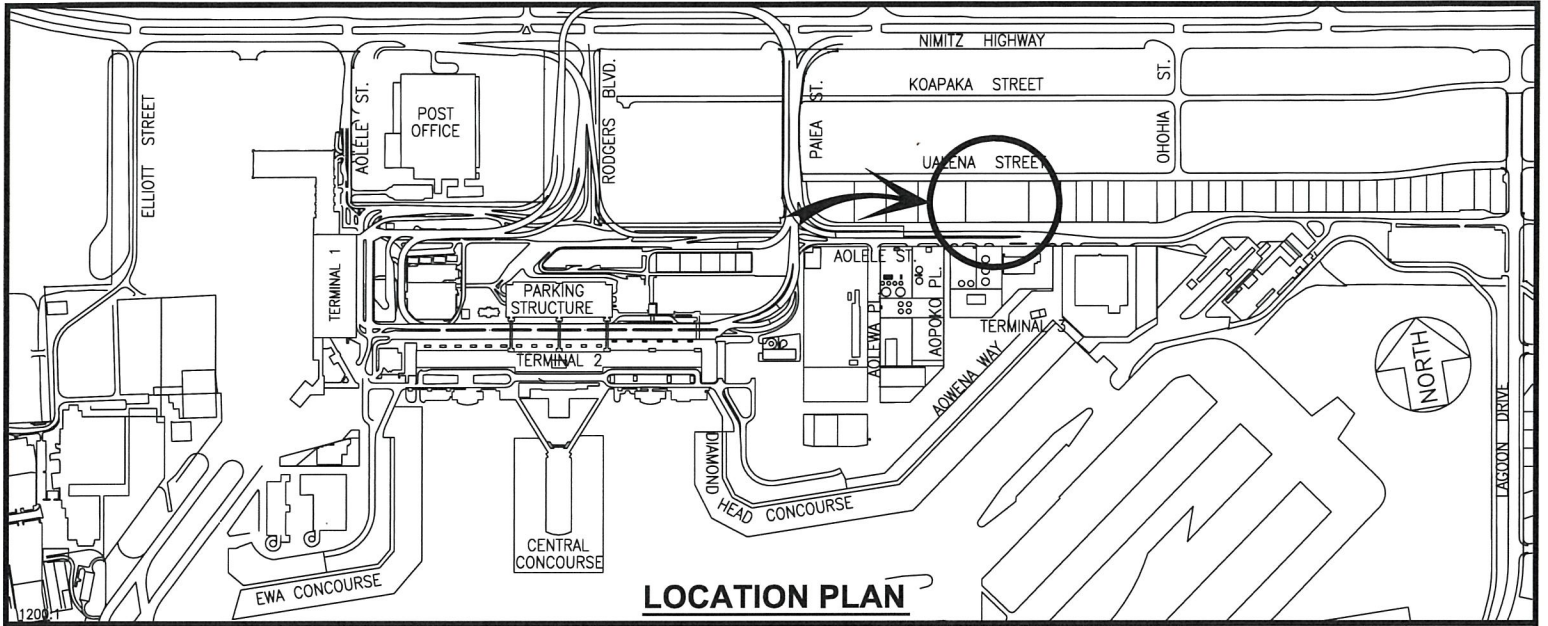 NIMITZ HIGHWAY
KOAPAKA STREET
UALENA STREET
ELLIOTT STREET
AOLELE ST.
POST
OFFICE
RODGERS BLVD.
PAIEA ST.
OHOHIA ST.
TERMINAL 1
PARKING
STRUCTURE
TERMINAL 2
AOLELE ST.
AOLEWA PL.
AOPOKO PL.
TERMINAL 3
AOWENA WAY
NORTH
LAGOON DRIVE
DIAMOND
HEAD CONCOURSE
CENTRAL
CONCOURSE
EWA CONCOURSE
1200.1
LOCATION PLAN